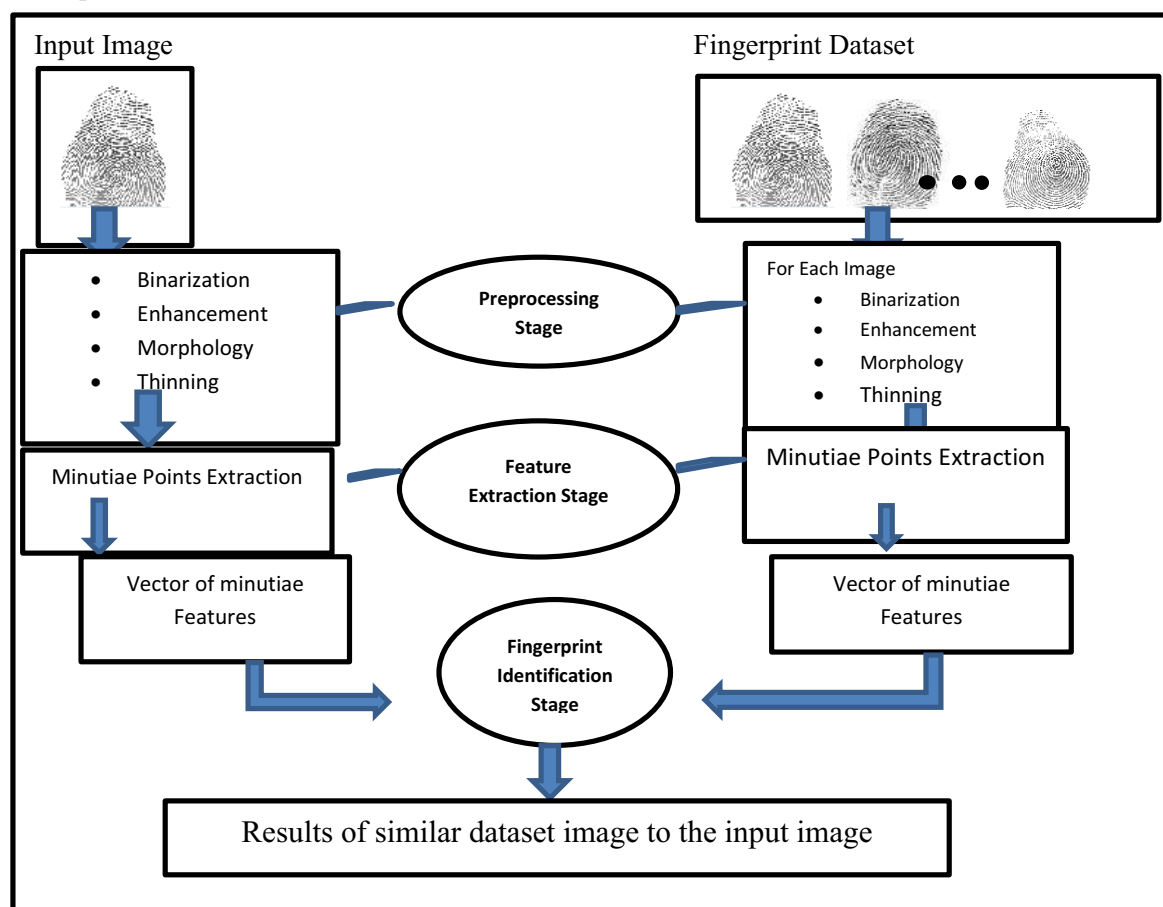 Input Image
Fingerprint Dataset
• Binarization
• Enhancement
• Morphology
• Thinning
Preprocessing
Stage
For Each Image
• Binarization
• Enhancement
• Morphology
• Thinning
Minutiae Points Extraction
Feature
Extraction Stage
Minutiae Points Extraction
Vector of minutiae
Features
Fingerprint
Identification
Stage
Vector of minutiae
Features
Results of similar dataset image to the input image